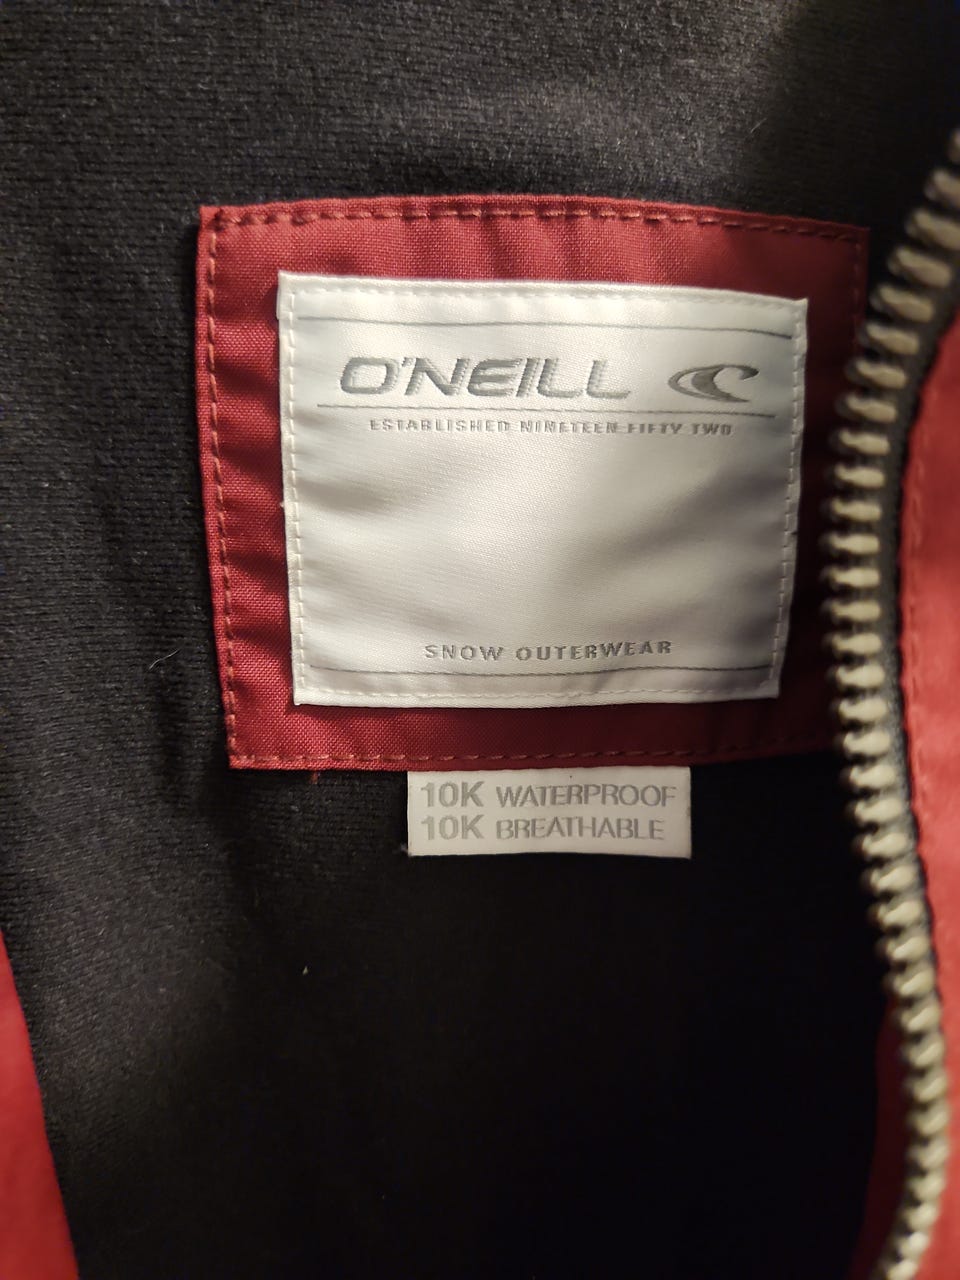 O'NEILL
ESTABLISHED NINETEEN FIFTY TWO
SNOW OUTERWEAR
10K WATERPROOF
10K BREATHABLE